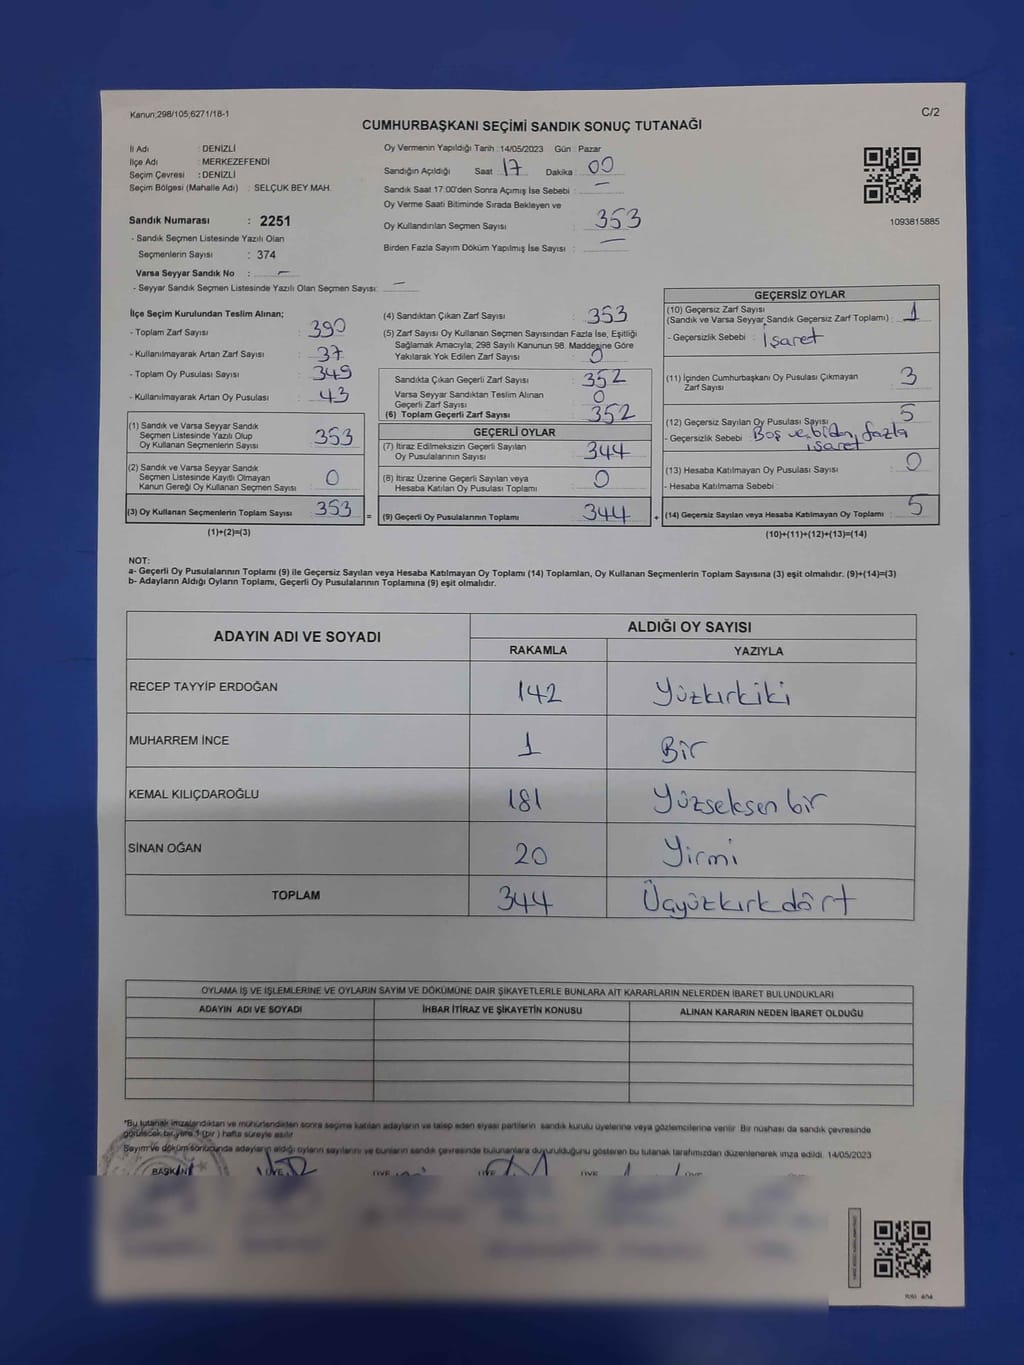 Kanun;298/105;6271/18-1
C/2
CUMHURBAŞKANI SEÇİMİ SANDIK SONUÇ TUTANAĞI
İl Adı : DENİZLİ
İlçe Adı : MERKEZEFENDİ
Seçim Çevresi : DENİZLİ
Seçim Bölgesi (Mahalle Adı) : SELÇUK BEY MAH.
Sandık Numarası : 2251
- Sandık Seçmen Listesinde Yazılı Olan
Seçmenlerin Sayısı : 374
Varsa Seyyar Sandık No : -
- Seyyar Sandık Seçmen Listesinde Yazılı Olan Seçmen Sayısı: -
Oy Vermenin Yapıldığı Tarih : 14/05/2023 Gün : Pazar
Sandığın Açıldığı Saat : 17 Dakika : 00
Sandık Saat 17:00'den Sonra Açımış İse Sebebi : -
Oy Verme Saati Bitiminde Sırada Bekleyen ve
Oy Kullandırılan Seçmen Sayısı : 353
Birden Fazla Sayım Döküm Yapılmış İse Sayısı : -
1093815885
İlçe Seçim Kurulundan Teslim Alınan;
- Toplam Zarf Sayısı : 390
- Kullanılmayarak Artan Zarf Sayısı : 37
- Toplam Oy Pusulası Sayısı : 349
- Kullanılmayarak Artan Oy Pusulası : 43
(1) Sandık ve Varsa Seyyar Sandık
Seçmen Listesinde Yazılı Olup
Oy Kullanan Seçmenlerin Sayısı : 353
(2) Sandık ve Varsa Seyyar Sandık
Seçmen Listesinde Kayıtlı Olmayan
Kanun Gereği Oy Kullanan Seçmen Sayısı : 0
(3) Oy Kullanan Seçmenlerin Toplam Sayısı : 353
(1)+(2)=(3)
(4) Sandıktan Çıkan Zarf Sayısı : 353
(5) Zarf Sayısı Oy Kullanan Seçmen Sayısından Fazla İse, Eşitliği
Sağlamak Amacıyla; 298 Sayılı Kanunun 98. Maddesine Göre
Yakılarak Yok Edilen Zarf Sayısı : 0
Sandıkta Çıkan Geçerli Zarf Sayısı : 352
Varsa Seyyar Sandıktan Teslim Alınan
Geçerli Zarf Sayısı : 0
(6) Toplam Geçerli Zarf Sayısı : 352
GEÇERLİ OYLAR
(7) İtiraz Edilmeksizin Geçerli Sayılan
Oy Pusulalarının Sayısı : 344
(8) İtiraz Üzerine Geçerli Sayılan veya
Hesaba Katılan Oy Pusulası Toplamı : 0
= (9) Geçerli Oy Pusulalarının Toplamı : 344
GEÇERSİZ OYLAR
(10) Geçersiz Zarf Sayısı
(Sandık ve Varsa Seyyar Sandık Geçersiz Zarf Toplamı) : 1
- Geçersizlik Sebebi : İşaret
(11) İçinden Cumhurbaşkanı Oy Pusulası Çıkmayan
Zarf Sayısı : 3
(12) Geçersiz Sayılan Oy Pusulası Sayısı : 5
- Geçersizlik Sebebi : Boş ve birden fazla
işaret
(13) Hesaba Katılmayan Oy Pusulası Sayısı : 0
- Hesaba Katılmama Sebebi :
+ (14) Geçersiz Sayılan veya Hesaba Katılmayan Oy Toplamı : 5
(10)+(11)+(12)+(13)=(14)
NOT:
a- Geçerli Oy Pusulalarının Toplamı (9) ile Geçersiz Sayılan veya Hesaba Katılmayan Oy Toplamı (14) Toplamları, Oy Kullanan Seçmenlerin Toplam Sayısına (3) eşit olmalıdır. (9)+(14)=(3)
b- Adayların Aldığı Oyların Toplamı, Geçerli Oy Pusulalarının Toplamına (9) eşit olmalıdır.
ADAYIN ADI VE SOYADI
ALDIĞI OY SAYISI
RAKAMLA YAZIYLA
RECEP TAYYİP ERDOĞAN 142 Yüzkırkiki
MUHARREM İNCE 1 Bir
KEMAL KILIÇDAROĞLU 181 Yüzseksen bir
SİNAN OĞAN 20 Yirmi
TOPLAM 344 Üçyüzkırk dört
OYLAMA İŞ VE İŞLEMLERİNE VE OYLARIN SAYIM VE DÖKÜMÜNE DAİR ŞİKAYETLERLE BUNLARA AİT KARARLARIN NELERDEN İBARET BULUNDUKLARI
ADAYIN ADI VE SOYADI İHBAR İTİRAZ VE ŞİKAYETİN KONUSU ALINAN KARARIN NEDEN İBARET OLDUĞU
*Bu tutanak imzalandıktan ve mühürlendikten sonra seçime katılan adayların ve talep eden siyasi partilerin sandık kurulu üyelerine veya gözlemcilerine verilir. Bir nüshası da sandık çevresinde
görülecek bir yere 1 (bir) hafta süreyle asılır.
Sayım ve döküm sonucunda adayların aldığı oyların sayılarını ve bunların sandık çevresinde bulunanlara duyurulduğunu gösteren bu tutanak tarafımızdan düzenlenerek imza edildi. 14/05/2023
BAŞKAN ÜYE ÜYE ÜYE ÜYE ÜYE